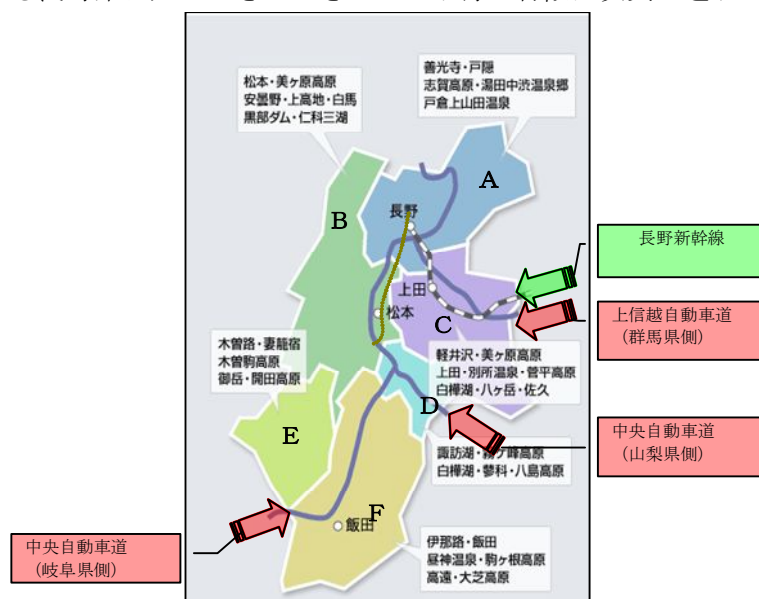 松本・美ヶ原高原
安曇野・上高地・白馬
黒部ダム・仁科三湖
善光寺・戸隠
志賀高原・湯田中渋温泉郷
戸倉上山田温泉
A
B
長野
長野新幹線
上田
松本
C
上信越自動車道
(群馬県側)
木曽路・妻籠宿
木曽駒高原
御岳・開田高原
軽井沢・美ヶ原高原
上田・別所温泉・菅平高原
白樺湖・八ヶ岳・佐久
D
E
諏訪湖・霧ケ峰高原
白樺湖・蓼科・八島高原
中央自動車道
(山梨県側)
F
飯田
中央自動車道
(岐阜県側)
伊那路・飯田
昼神温泉・駒ヶ根高原
高遠・大芝高原